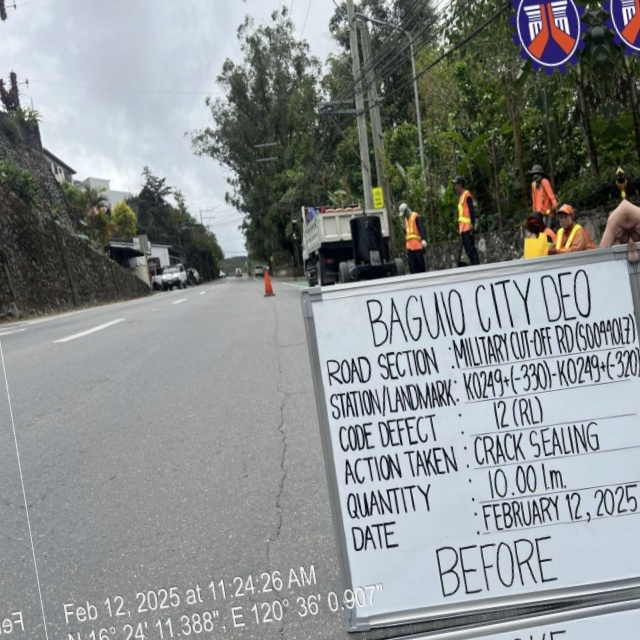 BAGUIO CITY DEO
ROAD SECTION : MILITARY CUT-OFF RD (S00440LZ)
STATION/LANDMARK : K0249+(-330)-K0249+(-320)
CODE DEFECT : 12 (RL)
ACTION TAKEN : CRACK SEALING
QUANTITY : 10.00 l.m.
DATE : FEBRUARY 12, 2025
BEFORE
Feb 12, 2025 at 11:24:26 AM
N 16° 24' 11.388", E 120° 36' 0.907"